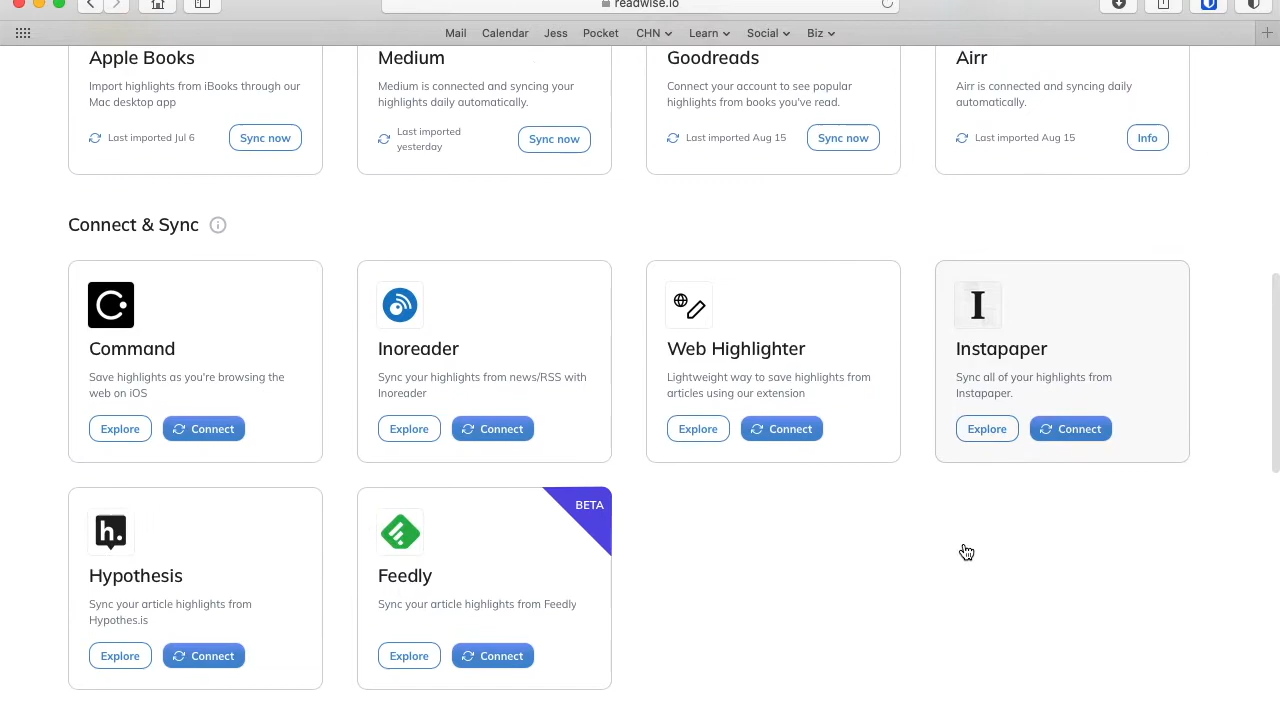 readwise.io
Mail Calendar Jess Pocket CHN Learn Social Biz
Apple Books
Import highlights from iBooks through our
Mac desktop app
Last imported Jul 6
Sync now
Medium
Medium is connected and syncing your
highlights daily automatically.
Last imported
yesterday
Sync now
Goodreads
Connect your account to see popular
highlights from books you've read.
Last imported Aug 15
Sync now
Airr
Airr is connected and syncing daily
automatically.
Last imported Aug 15
Info
Connect & Sync
Command
Save highlights as you're browsing the
web on iOS
Explore Connect
Inoreader
Sync your highlights from news/RSS with
Inoreader
Explore Connect
Web Highlighter
Lightweight way to save highlights from
articles using our extension
Explore Connect
I
Instapaper
Sync all of your highlights from
Instapaper.
Explore Connect
h.
Hypothesis
Sync your article highlights from
Hypothes.is
Explore Connect
BETA
Feedly
Sync your article highlights from Feedly
Explore Connect